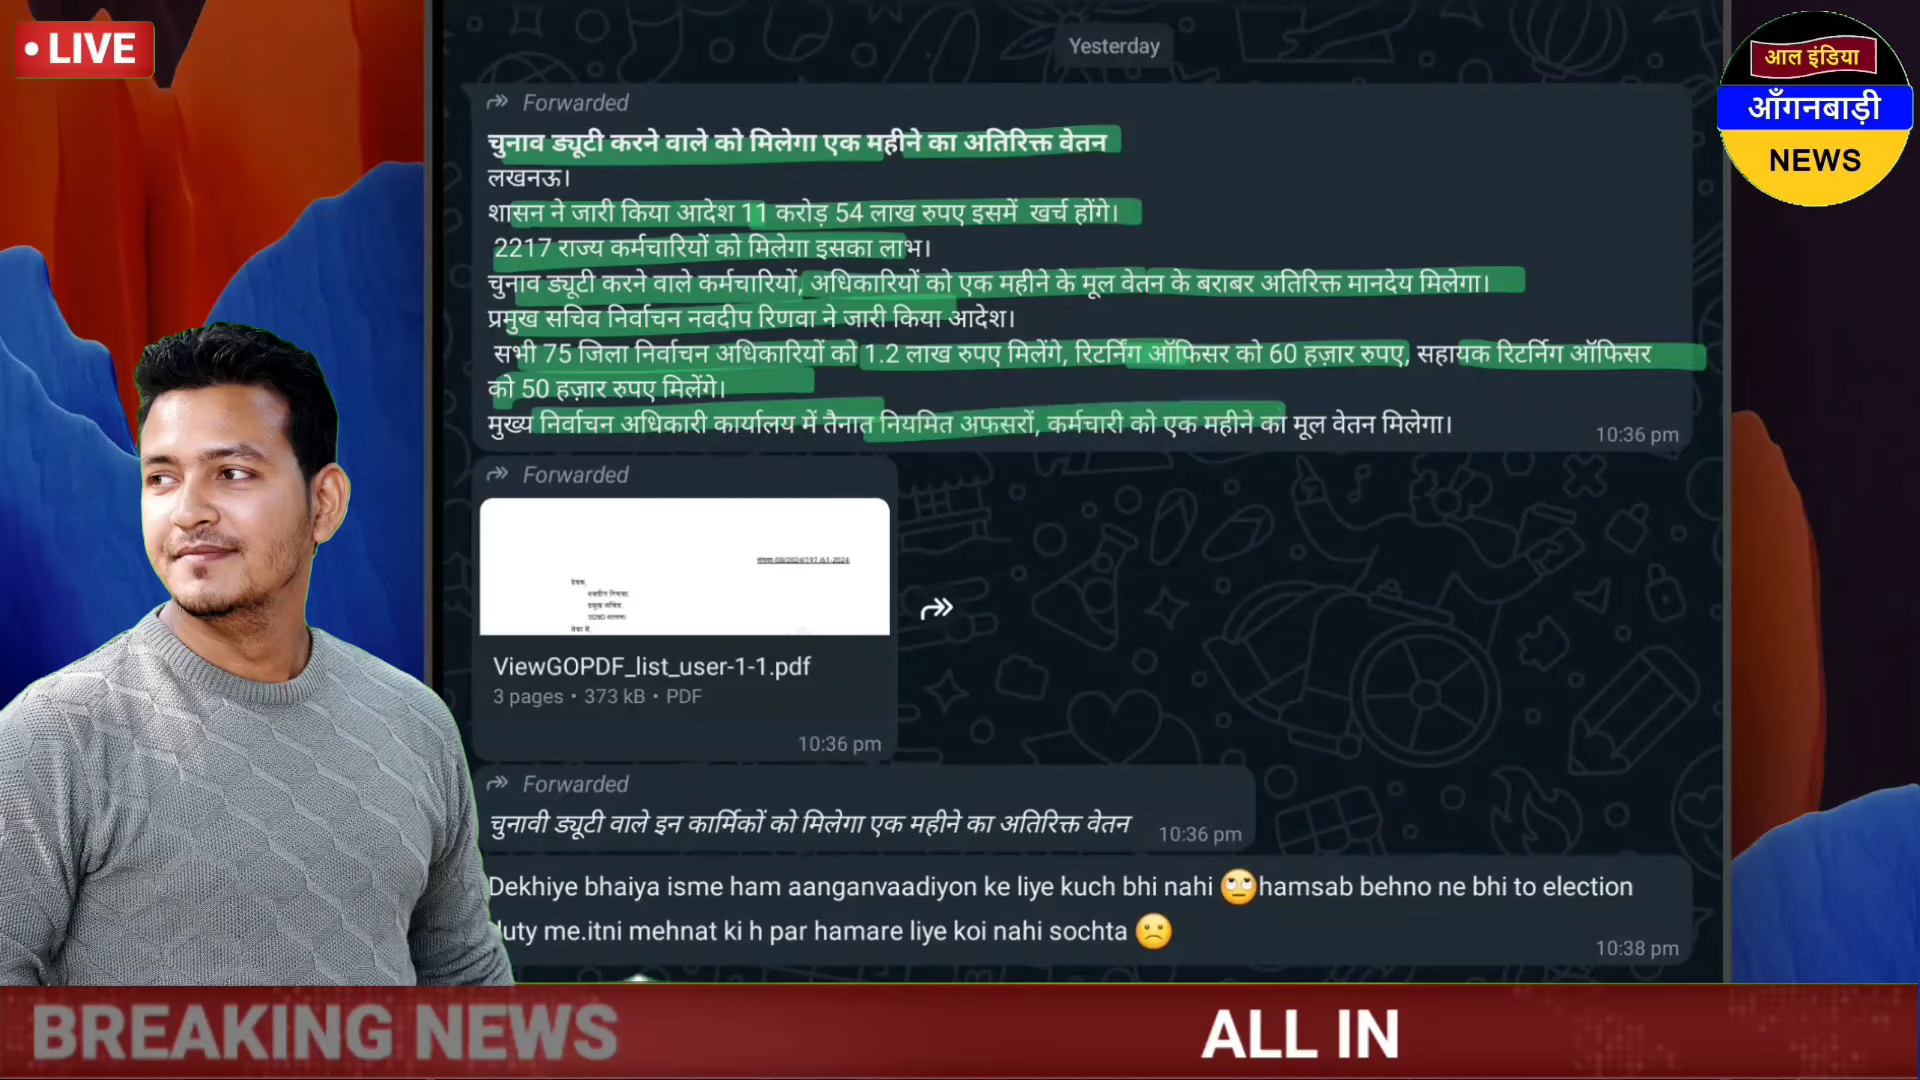 • LIVE
Yesterday
आल इंडिया
आँगनबाड़ी
NEWS
Forwarded
चुनाव ड्यूटी करने वाले को मिलेगा एक महीने का अतिरिक्त वेतन
लखनऊ।
शासन ने जारी किया आदेश 11 करोड़ 54 लाख रुपए इसमें खर्च होंगे।
2217 राज्य कर्मचारियों को मिलेगा इसका लाभ।
चुनाव ड्यूटी करने वाले कर्मचारियों, अधिकारियों को एक महीने के मूल वेतन के बराबर अतिरिक्त मानदेय मिलेगा।
प्रमुख सचिव निर्वाचन नवदीप रिणवा ने जारी किया आदेश।
सभी 75 जिला निर्वाचन अधिकारियों को 1.2 लाख रुपए मिलेंगे, रिटर्निंग ऑफिसर को 60 हज़ार रुपए, सहायक रिटर्निग ऑफिसर
को 50 हज़ार रुपए मिलेंगे।
मुख्य निर्वाचन अधिकारी कार्यालय में तैनात नियमित अफसरों, कर्मचारी को एक महीने का मूल वेतन मिलेगा।
10:36 pm
Forwarded
प्रेषक,
नवदीप रिणवा,
प्रमुख सचिव,
सेवा में,
ViewGOPDF_list_user-1-1.pdf
3 pages • 373 kB • PDF
10:36 pm
Forwarded
चुनावी ड्यूटी वाले इन कार्मिकों को मिलेगा एक महीने का अतिरिक्त वेतन
10:36 pm
Dekhiye bhaiya isme ham aanganvaadiyon ke liye kuch bhi nahi 🙄hamsab behno ne bhi to election
duty me.itni mehnat ki h par hamare liye koi nahi sochta 🙁
10:38 pm
BREAKING NEWS
ALL IN